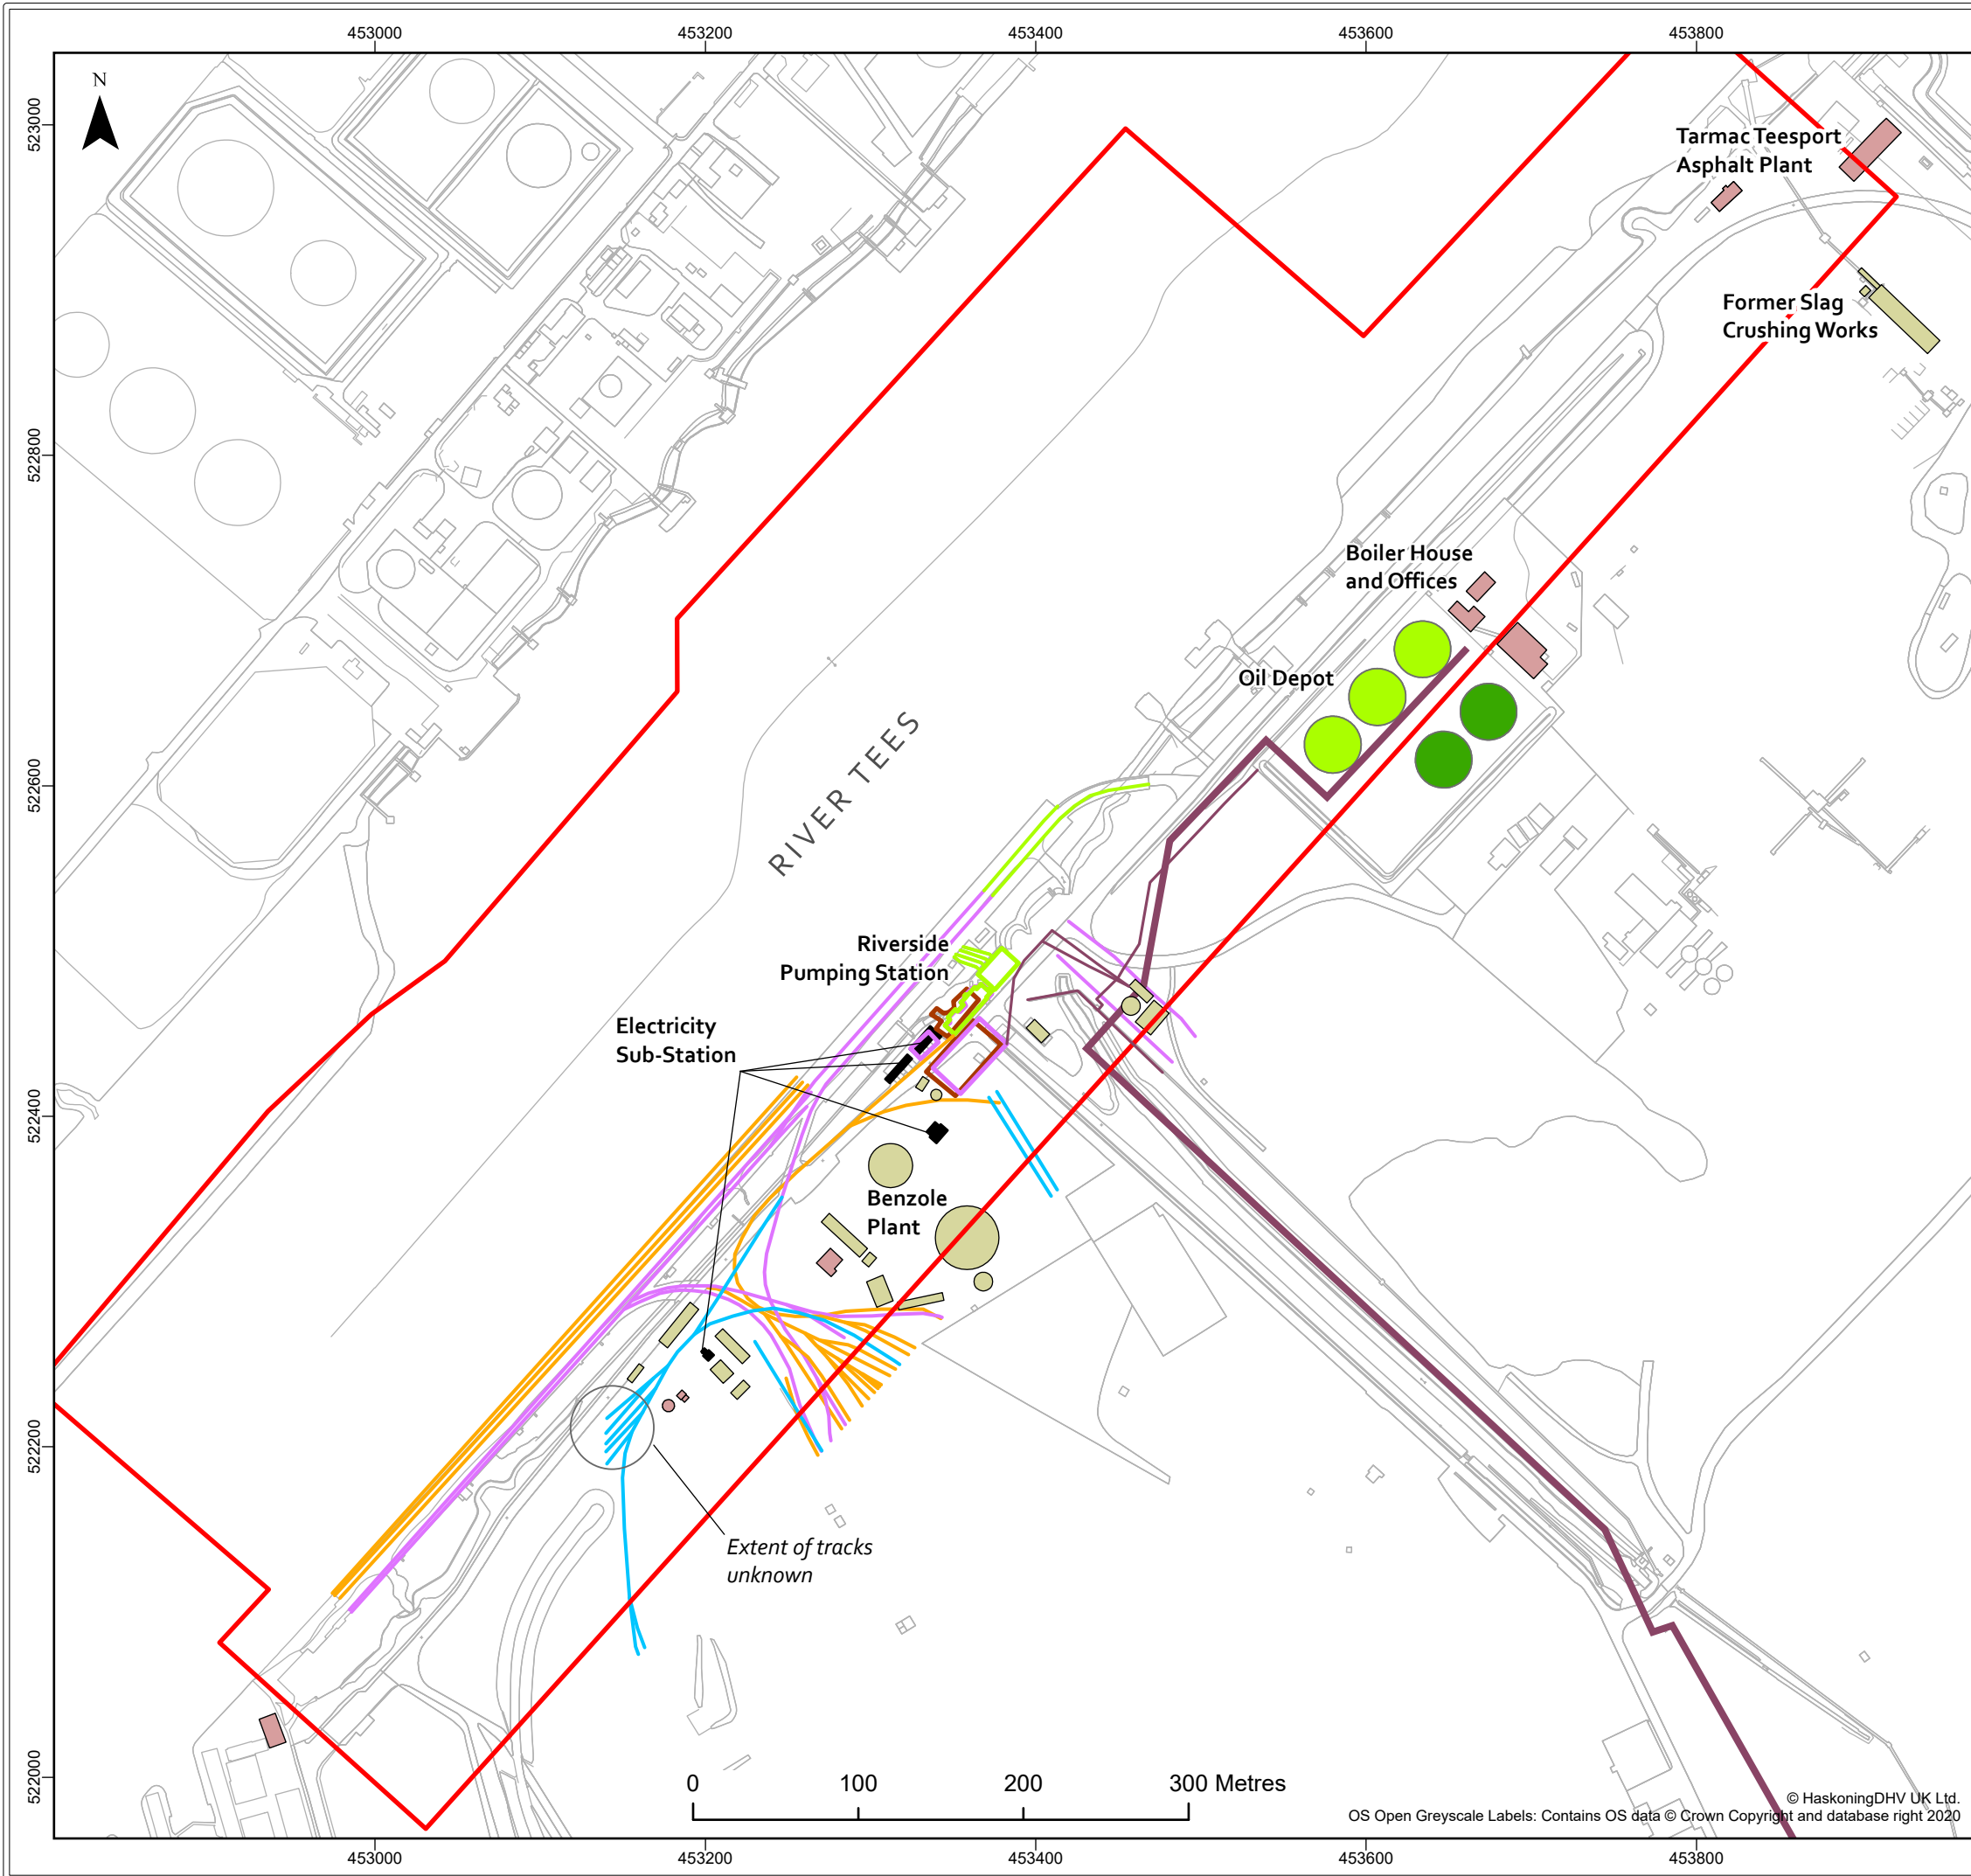 453000 453200 453400 453600 453800
N
523000
522800
522600
522400
522200
522000
Tarmac Teesport
Asphalt Plant
Former Slag
Crushing Works
Boiler House
and Offices
Oil Depot
RIVER TEES
Riverside
Pumping Station
Electricity
Sub-Station
Benzole
Plant
Extent of tracks
unknown
0 100 200 300 Metres
© HaskoningDHV UK Ltd.
OS Open Greyscale Labels: Contains OS data © Crown Copyright and database right 2020
453000 453200 453400 453600 453800